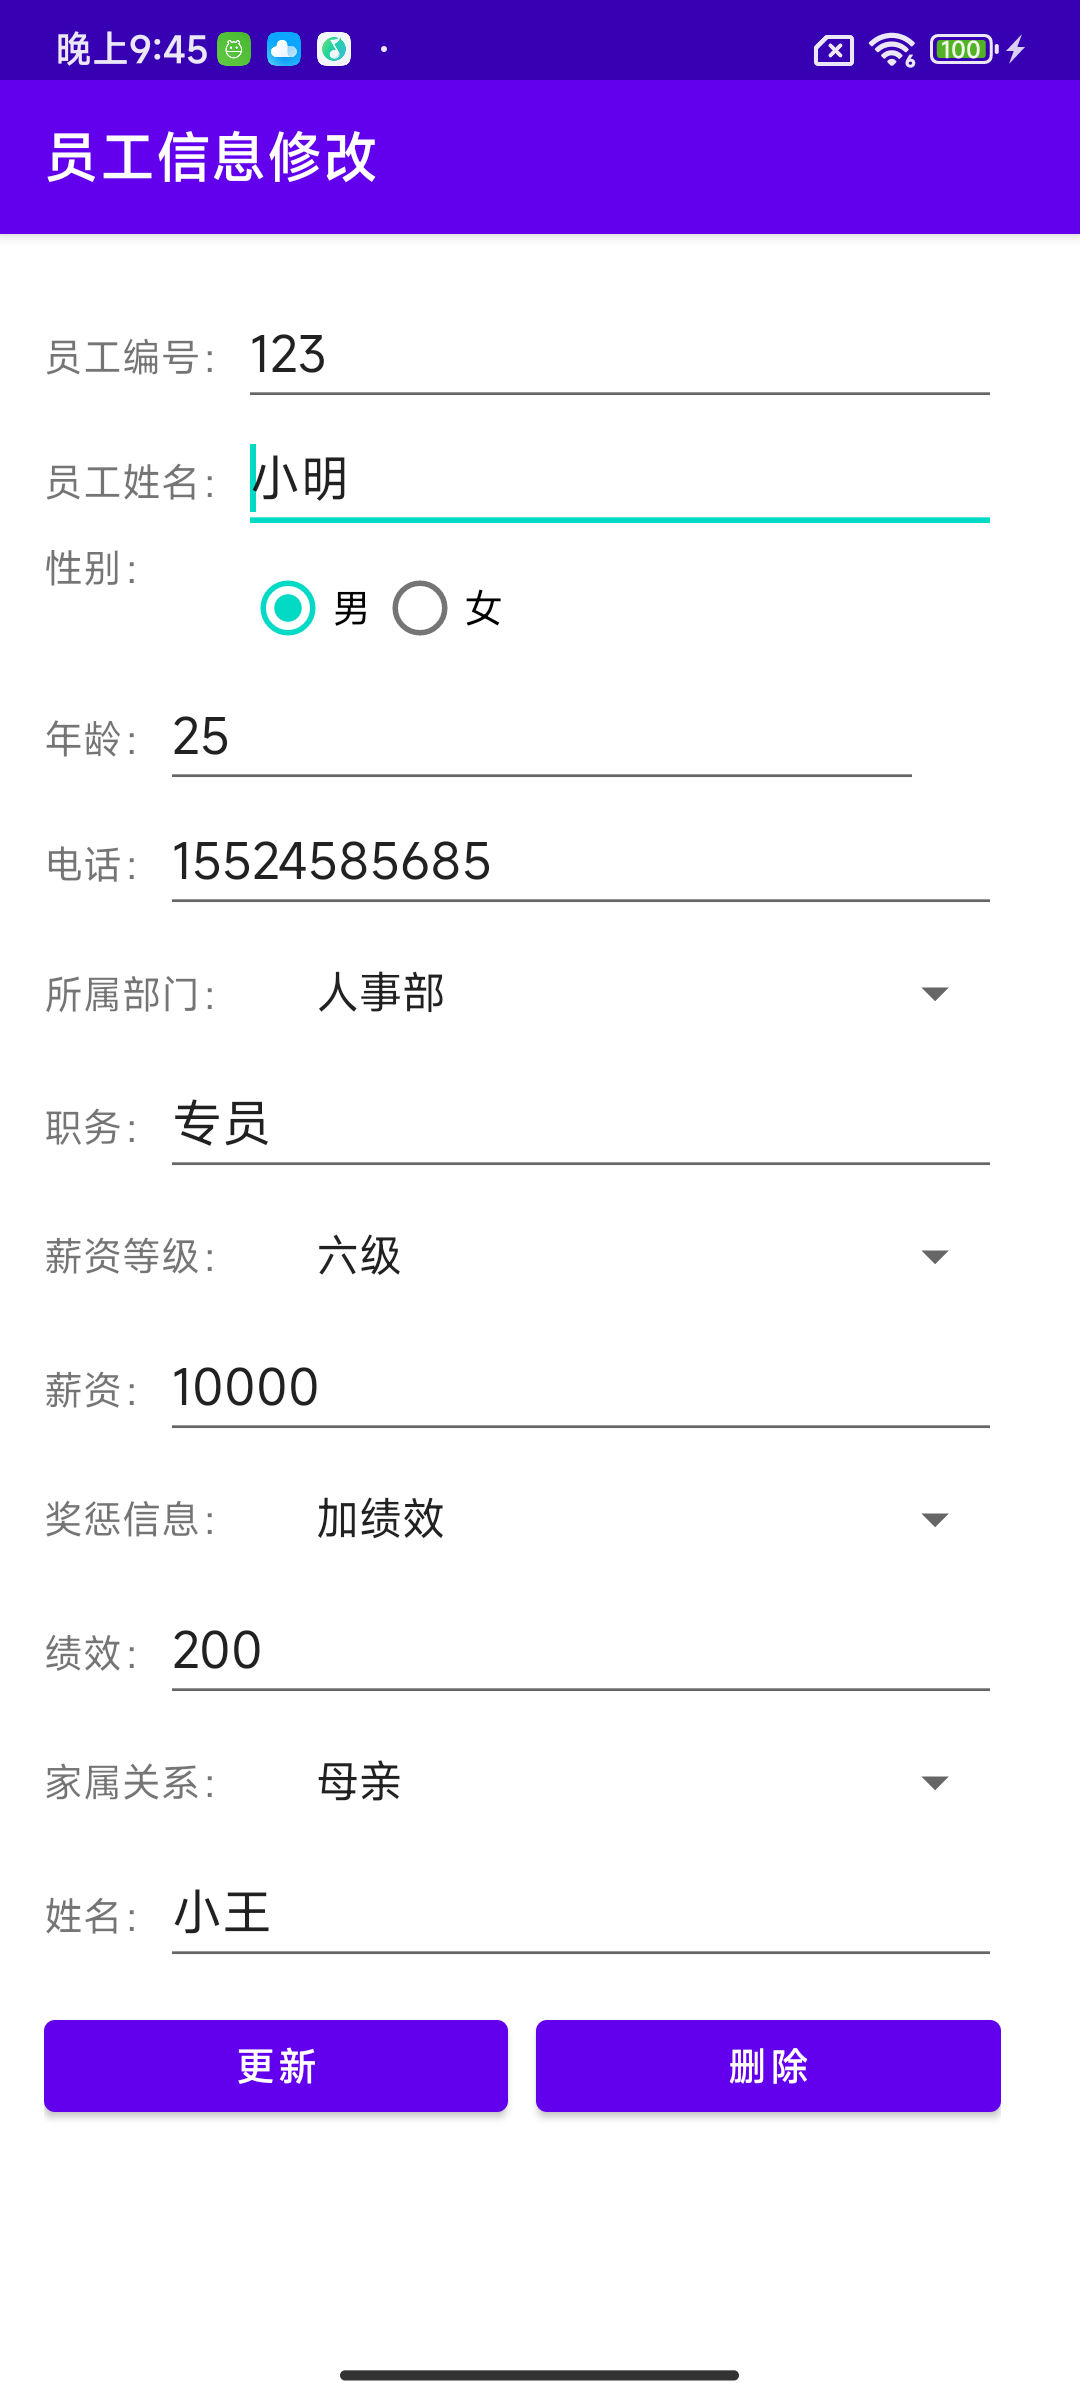 晚上9:45
6
100
员工信息修改
员工编号: 123
员工姓名: 小明
性别:
男 女
年龄: 25
电话: 15524585685
所属部门: 人事部
职务: 专员
薪资等级: 六级
薪资: 10000
奖惩信息: 加绩效
绩效: 200
家属关系: 母亲
姓名: 小王
更新 删除